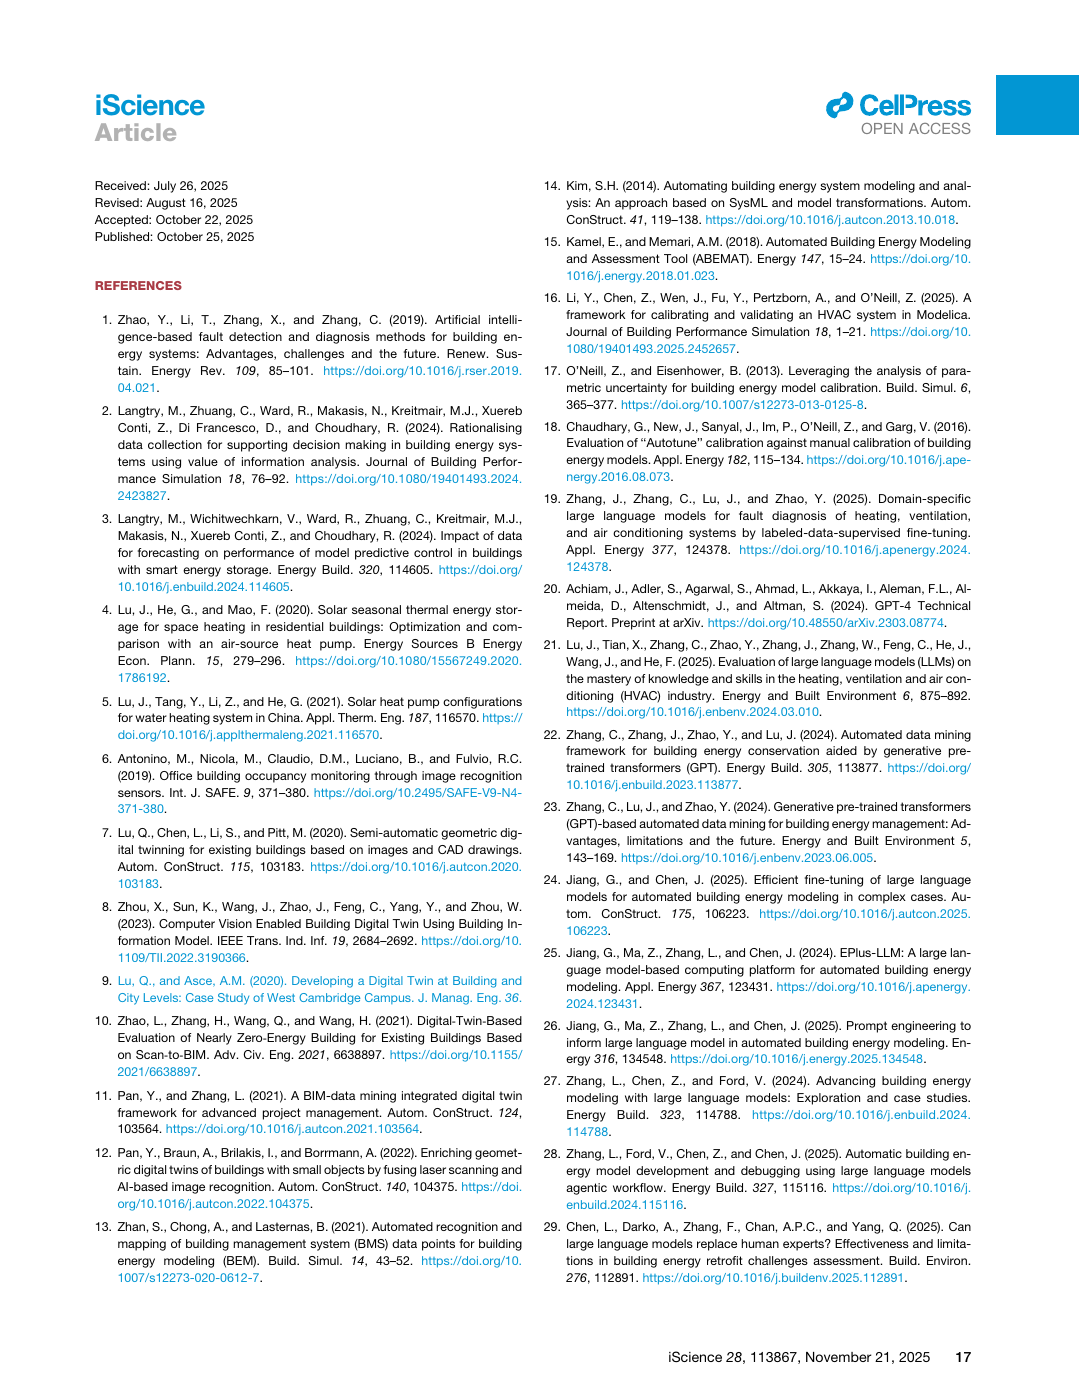 iScience
Article
CellPress
OPEN ACCESS
Received: July 26, 2025
Revised: August 16, 2025
Accepted: October 22, 2025
Published: October 25, 2025
REFERENCES
1. Zhao, Y., Li, T., Zhang, X., and Zhang, C. (2019). Artificial intelli-
gence-based fault detection and diagnosis methods for building en-
ergy systems: Advantages, challenges and the future. Renew. Sus-
tain. Energy Rev. 109, 85–101. https://doi.org/10.1016/j.rser.2019.
04.021.
2. Langtry, M., Zhuang, C., Ward, R., Makasis, N., Kreitmair, M.J., Xuereb
Conti, Z., Di Francesco, D., and Choudhary, R. (2024). Rationalising
data collection for supporting decision making in building energy sys-
tems using value of information analysis. Journal of Building Perfor-
mance Simulation 18, 76–92. https://doi.org/10.1080/19401493.2024.
2423827.
3. Langtry, M., Wichitwechkarn, V., Ward, R., Zhuang, C., Kreitmair, M.J.,
Makasis, N., Xuereb Conti, Z., and Choudhary, R. (2024). Impact of data
for forecasting on performance of model predictive control in buildings
with smart energy storage. Energy Build. 320, 114605. https://doi.org/
10.1016/j.enbuild.2024.114605.
4. Lu, J., He, G., and Mao, F. (2020). Solar seasonal thermal energy stor-
age for space heating in residential buildings: Optimization and com-
parison with an air-source heat pump. Energy Sources B Energy
Econ. Plann. 15, 279–296. https://doi.org/10.1080/15567249.2020.
1786192.
5. Lu, J., Tang, Y., Li, Z., and He, G. (2021). Solar heat pump configurations
for water heating system in China. Appl. Therm. Eng. 187, 116570. https://
doi.org/10.1016/j.applthermaleng.2021.116570.
6. Antonino, M., Nicola, M., Claudio, D.M., Luciano, B., and Fulvio, R.C.
(2019). Office building occupancy monitoring through image recognition
sensors. Int. J. SAFE. 9, 371–380. https://doi.org/10.2495/SAFE-V9-N4-
371-380.
7. Lu, Q., Chen, L., Li, S., and Pitt, M. (2020). Semi-automatic geometric dig-
ital twinning for existing buildings based on images and CAD drawings.
Autom. ConStruct. 115, 103183. https://doi.org/10.1016/j.autcon.2020.
103183.
8. Zhou, X., Sun, K., Wang, J., Zhao, J., Feng, C., Yang, Y., and Zhou, W.
(2023). Computer Vision Enabled Building Digital Twin Using Building In-
formation Model. IEEE Trans. Ind. Inf. 19, 2684–2692. https://doi.org/10.
1109/TII.2022.3190366.
9. Lu, Q., and Asce, A.M. (2020). Developing a Digital Twin at Building and
City Levels: Case Study of West Cambridge Campus. J. Manag. Eng. 36.
10. Zhao, L., Zhang, H., Wang, Q., and Wang, H. (2021). Digital-Twin-Based
Evaluation of Nearly Zero-Energy Building for Existing Buildings Based
on Scan-to-BIM. Adv. Civ. Eng. 2021, 6638897. https://doi.org/10.1155/
2021/6638897.
11. Pan, Y., and Zhang, L. (2021). A BIM-data mining integrated digital twin
framework for advanced project management. Autom. ConStruct. 124,
103564. https://doi.org/10.1016/j.autcon.2021.103564.
12. Pan, Y., Braun, A., Brilakis, I., and Borrmann, A. (2022). Enriching geomet-
ric digital twins of buildings with small objects by fusing laser scanning and
AI-based image recognition. Autom. ConStruct. 140, 104375. https://doi.
org/10.1016/j.autcon.2022.104375.
13. Zhan, S., Chong, A., and Lasternas, B. (2021). Automated recognition and
mapping of building management system (BMS) data points for building
energy modeling (BEM). Build. Simul. 14, 43–52. https://doi.org/10.
1007/s12273-020-0612-7.
14. Kim, S.H. (2014). Automating building energy system modeling and anal-
ysis: An approach based on SysML and model transformations. Autom.
ConStruct. 41, 119–138. https://doi.org/10.1016/j.autcon.2013.10.018.
15. Kamel, E., and Memari, A.M. (2018). Automated Building Energy Modeling
and Assessment Tool (ABEMAT). Energy 147, 15–24. https://doi.org/10.
1016/j.energy.2018.01.023.
16. Li, Y., Chen, Z., Wen, J., Fu, Y., Pertzborn, A., and O'Neill, Z. (2025). A
framework for calibrating and validating an HVAC system in Modelica.
Journal of Building Performance Simulation 18, 1–21. https://doi.org/10.
1080/19401493.2025.2452657.
17. O'Neill, Z., and Eisenhower, B. (2013). Leveraging the analysis of para-
metric uncertainty for building energy model calibration. Build. Simul. 6,
365–377. https://doi.org/10.1007/s12273-013-0125-8.
18. Chaudhary, G., New, J., Sanyal, J., Im, P., O'Neill, Z., and Garg, V. (2016).
Evaluation of “Autotune” calibration against manual calibration of building
energy models. Appl. Energy 182, 115–134. https://doi.org/10.1016/j.ape-
nergy.2016.08.073.
19. Zhang, J., Zhang, C., Lu, J., and Zhao, Y. (2025). Domain-specific
large language models for fault diagnosis of heating, ventilation,
and air conditioning systems by labeled-data-supervised fine-tuning.
Appl. Energy 377, 124378. https://doi.org/10.1016/j.apenergy.2024.
124378.
20. Achiam, J., Adler, S., Agarwal, S., Ahmad, L., Akkaya, I., Aleman, F.L., Al-
meida, D., Altenschmidt, J., and Altman, S. (2024). GPT-4 Technical
Report. Preprint at arXiv. https://doi.org/10.48550/arXiv.2303.08774.
21. Lu, J., Tian, X., Zhang, C., Zhao, Y., Zhang, J., Zhang, W., Feng, C., He, J.,
Wang, J., and He, F. (2025). Evaluation of large language models (LLMs) on
the mastery of knowledge and skills in the heating, ventilation and air con-
ditioning (HVAC) industry. Energy and Built Environment 6, 875–892.
https://doi.org/10.1016/j.enbenv.2024.03.010.
22. Zhang, C., Zhang, J., Zhao, Y., and Lu, J. (2024). Automated data mining
framework for building energy conservation aided by generative pre-
trained transformers (GPT). Energy Build. 305, 113877. https://doi.org/
10.1016/j.enbuild.2023.113877.
23. Zhang, C., Lu, J., and Zhao, Y. (2024). Generative pre-trained transformers
(GPT)-based automated data mining for building energy management: Ad-
vantages, limitations and the future. Energy and Built Environment 5,
143–169. https://doi.org/10.1016/j.enbenv.2023.06.005.
24. Jiang, G., and Chen, J. (2025). Efficient fine-tuning of large language
models for automated building energy modeling in complex cases. Au-
tom. ConStruct. 175, 106223. https://doi.org/10.1016/j.autcon.2025.
106223.
25. Jiang, G., Ma, Z., Zhang, L., and Chen, J. (2024). EPlus-LLM: A large lan-
guage model-based computing platform for automated building energy
modeling. Appl. Energy 367, 123431. https://doi.org/10.1016/j.apenergy.
2024.123431.
26. Jiang, G., Ma, Z., Zhang, L., and Chen, J. (2025). Prompt engineering to
inform large language model in automated building energy modeling. En-
ergy 316, 134548. https://doi.org/10.1016/j.energy.2025.134548.
27. Zhang, L., Chen, Z., and Ford, V. (2024). Advancing building energy
modeling with large language models: Exploration and case studies.
Energy Build. 323, 114788. https://doi.org/10.1016/j.enbuild.2024.
114788.
28. Zhang, L., Ford, V., Chen, Z., and Chen, J. (2025). Automatic building en-
ergy model development and debugging using large language models
agentic workflow. Energy Build. 327, 115116. https://doi.org/10.1016/j.
enbuild.2024.115116.
29. Chen, L., Darko, A., Zhang, F., Chan, A.P.C., and Yang, Q. (2025). Can
large language models replace human experts? Effectiveness and limita-
tions in building energy retrofit challenges assessment. Build. Environ.
276, 112891. https://doi.org/10.1016/j.buildenv.2025.112891.
iScience 28, 113867, November 21, 2025 17